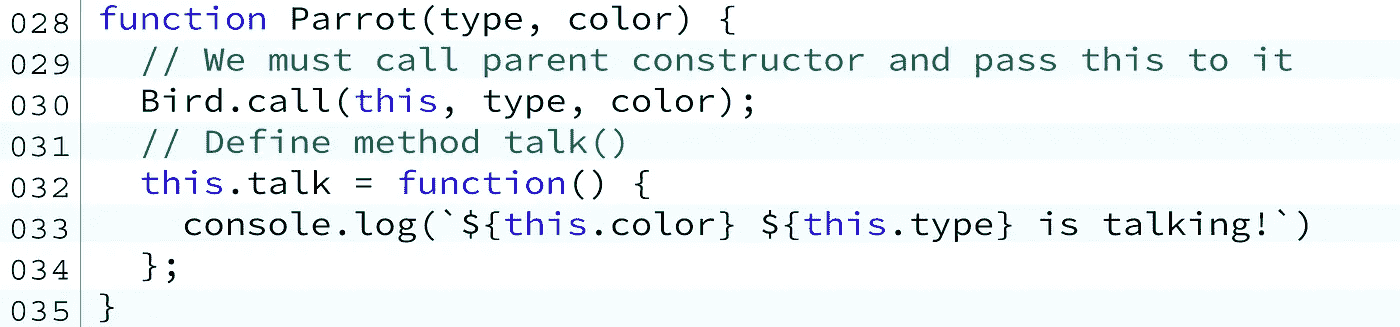 028 function Parrot(type, color) {
029   // We must call parent constructor and pass this to it
030   Bird.call(this, type, color);
031   // Define method talk()
032   this.talk = function() {
033     console.log(`${this.color} ${this.type} is talking!`)
034   };
035 }